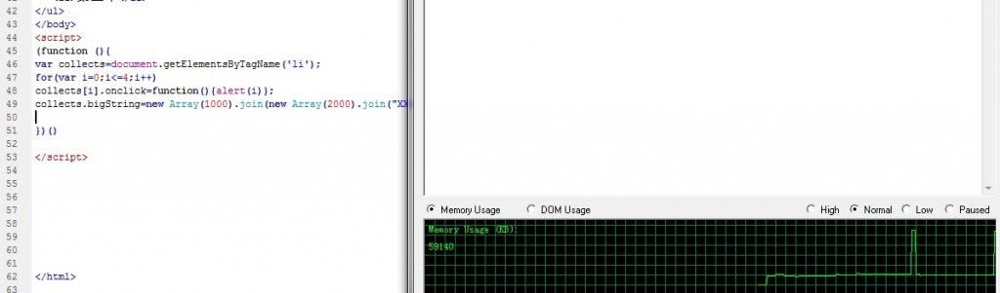 42 </ul>
43 </body>
44 <script>
45 (function (){
46 var collects=document.getElementsByTagName('li');
47 for(var i=0;i<=4;i++)
48 collects[i].onclick=function(){alert(i)};
49 collects.bigString=new Array(1000).join(new Array(2000).join("XX
50
51 })()
52
53 </script>
54
55
56
57
58
59
60
61
62 </html>
63
Memory Usage
DOM Usage
High
Normal
Low
Paused
Memory Usage (KB):
59140